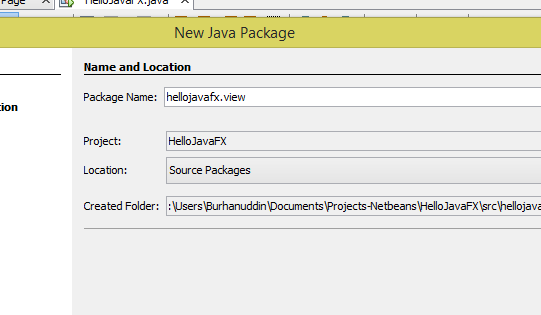 Page HelloJavaFX.java
New Java Package
Name and Location
Package Name: hellojavafx.view
Project: HelloJavaFX
Location: Source Packages
Created Folder: :\Users\Burhanuddin\Documents\Projects-Netbeans\HelloJavaFX\src\hellojava